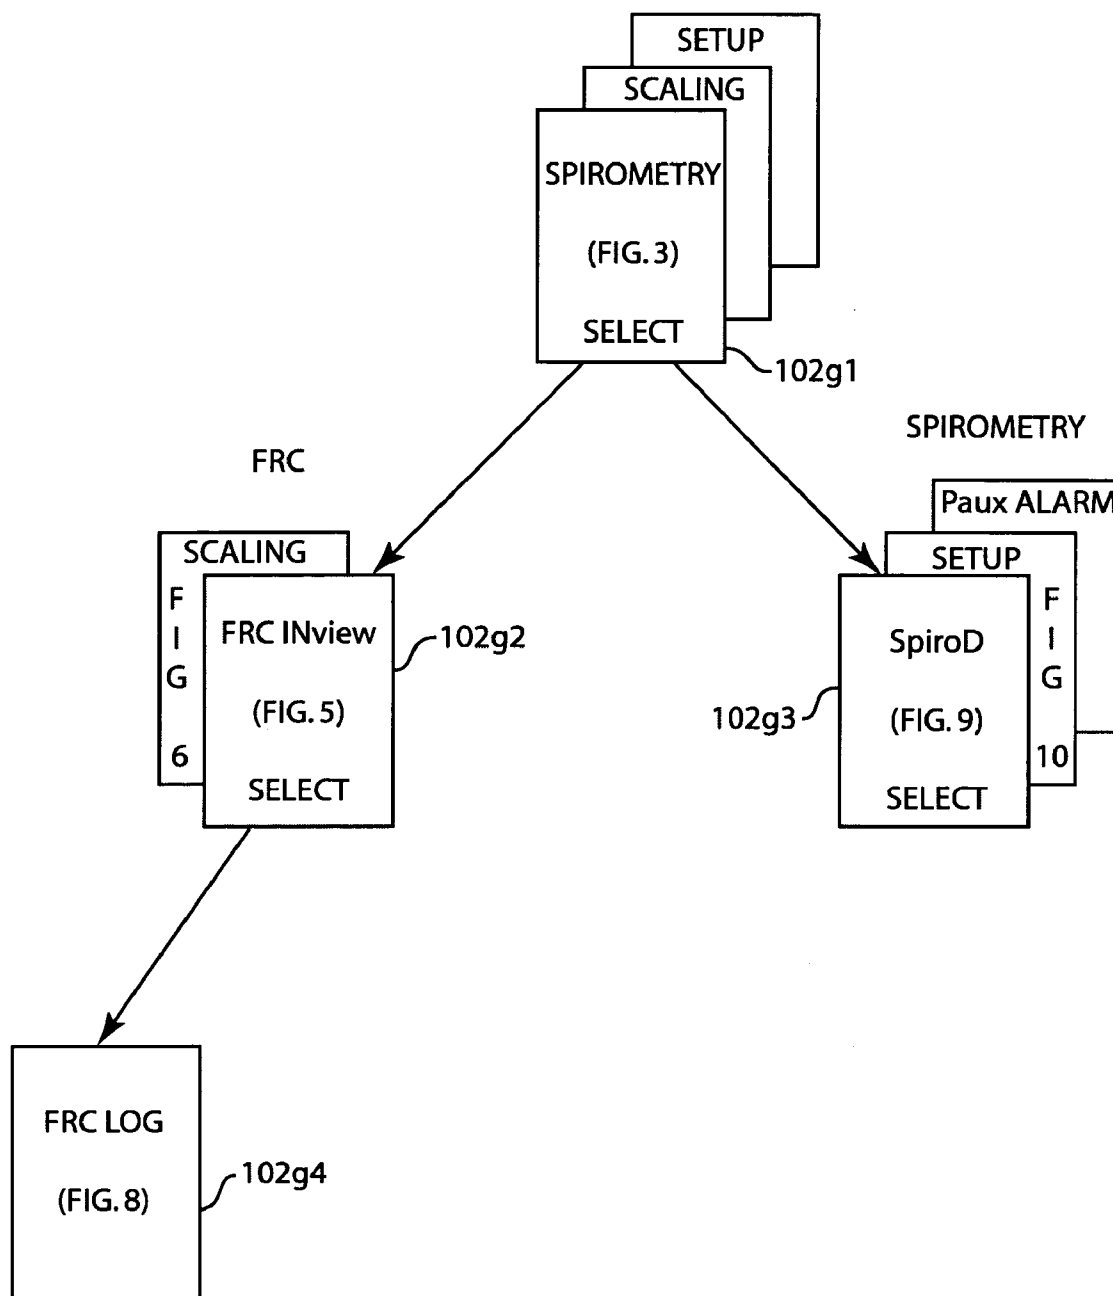 SETUP
SCALING
SPIROMETRY
(FIG. 3)
SELECT
102g1
SPIROMETRY
FRC
Paux ALARM
SCALING
SETUP
F
I
G
6
FRC INview
(FIG. 5)
SELECT
102g2
102g3
SpiroD
(FIG. 9)
SELECT
F
I
G
10
FRC LOG
(FIG. 8)
102g4